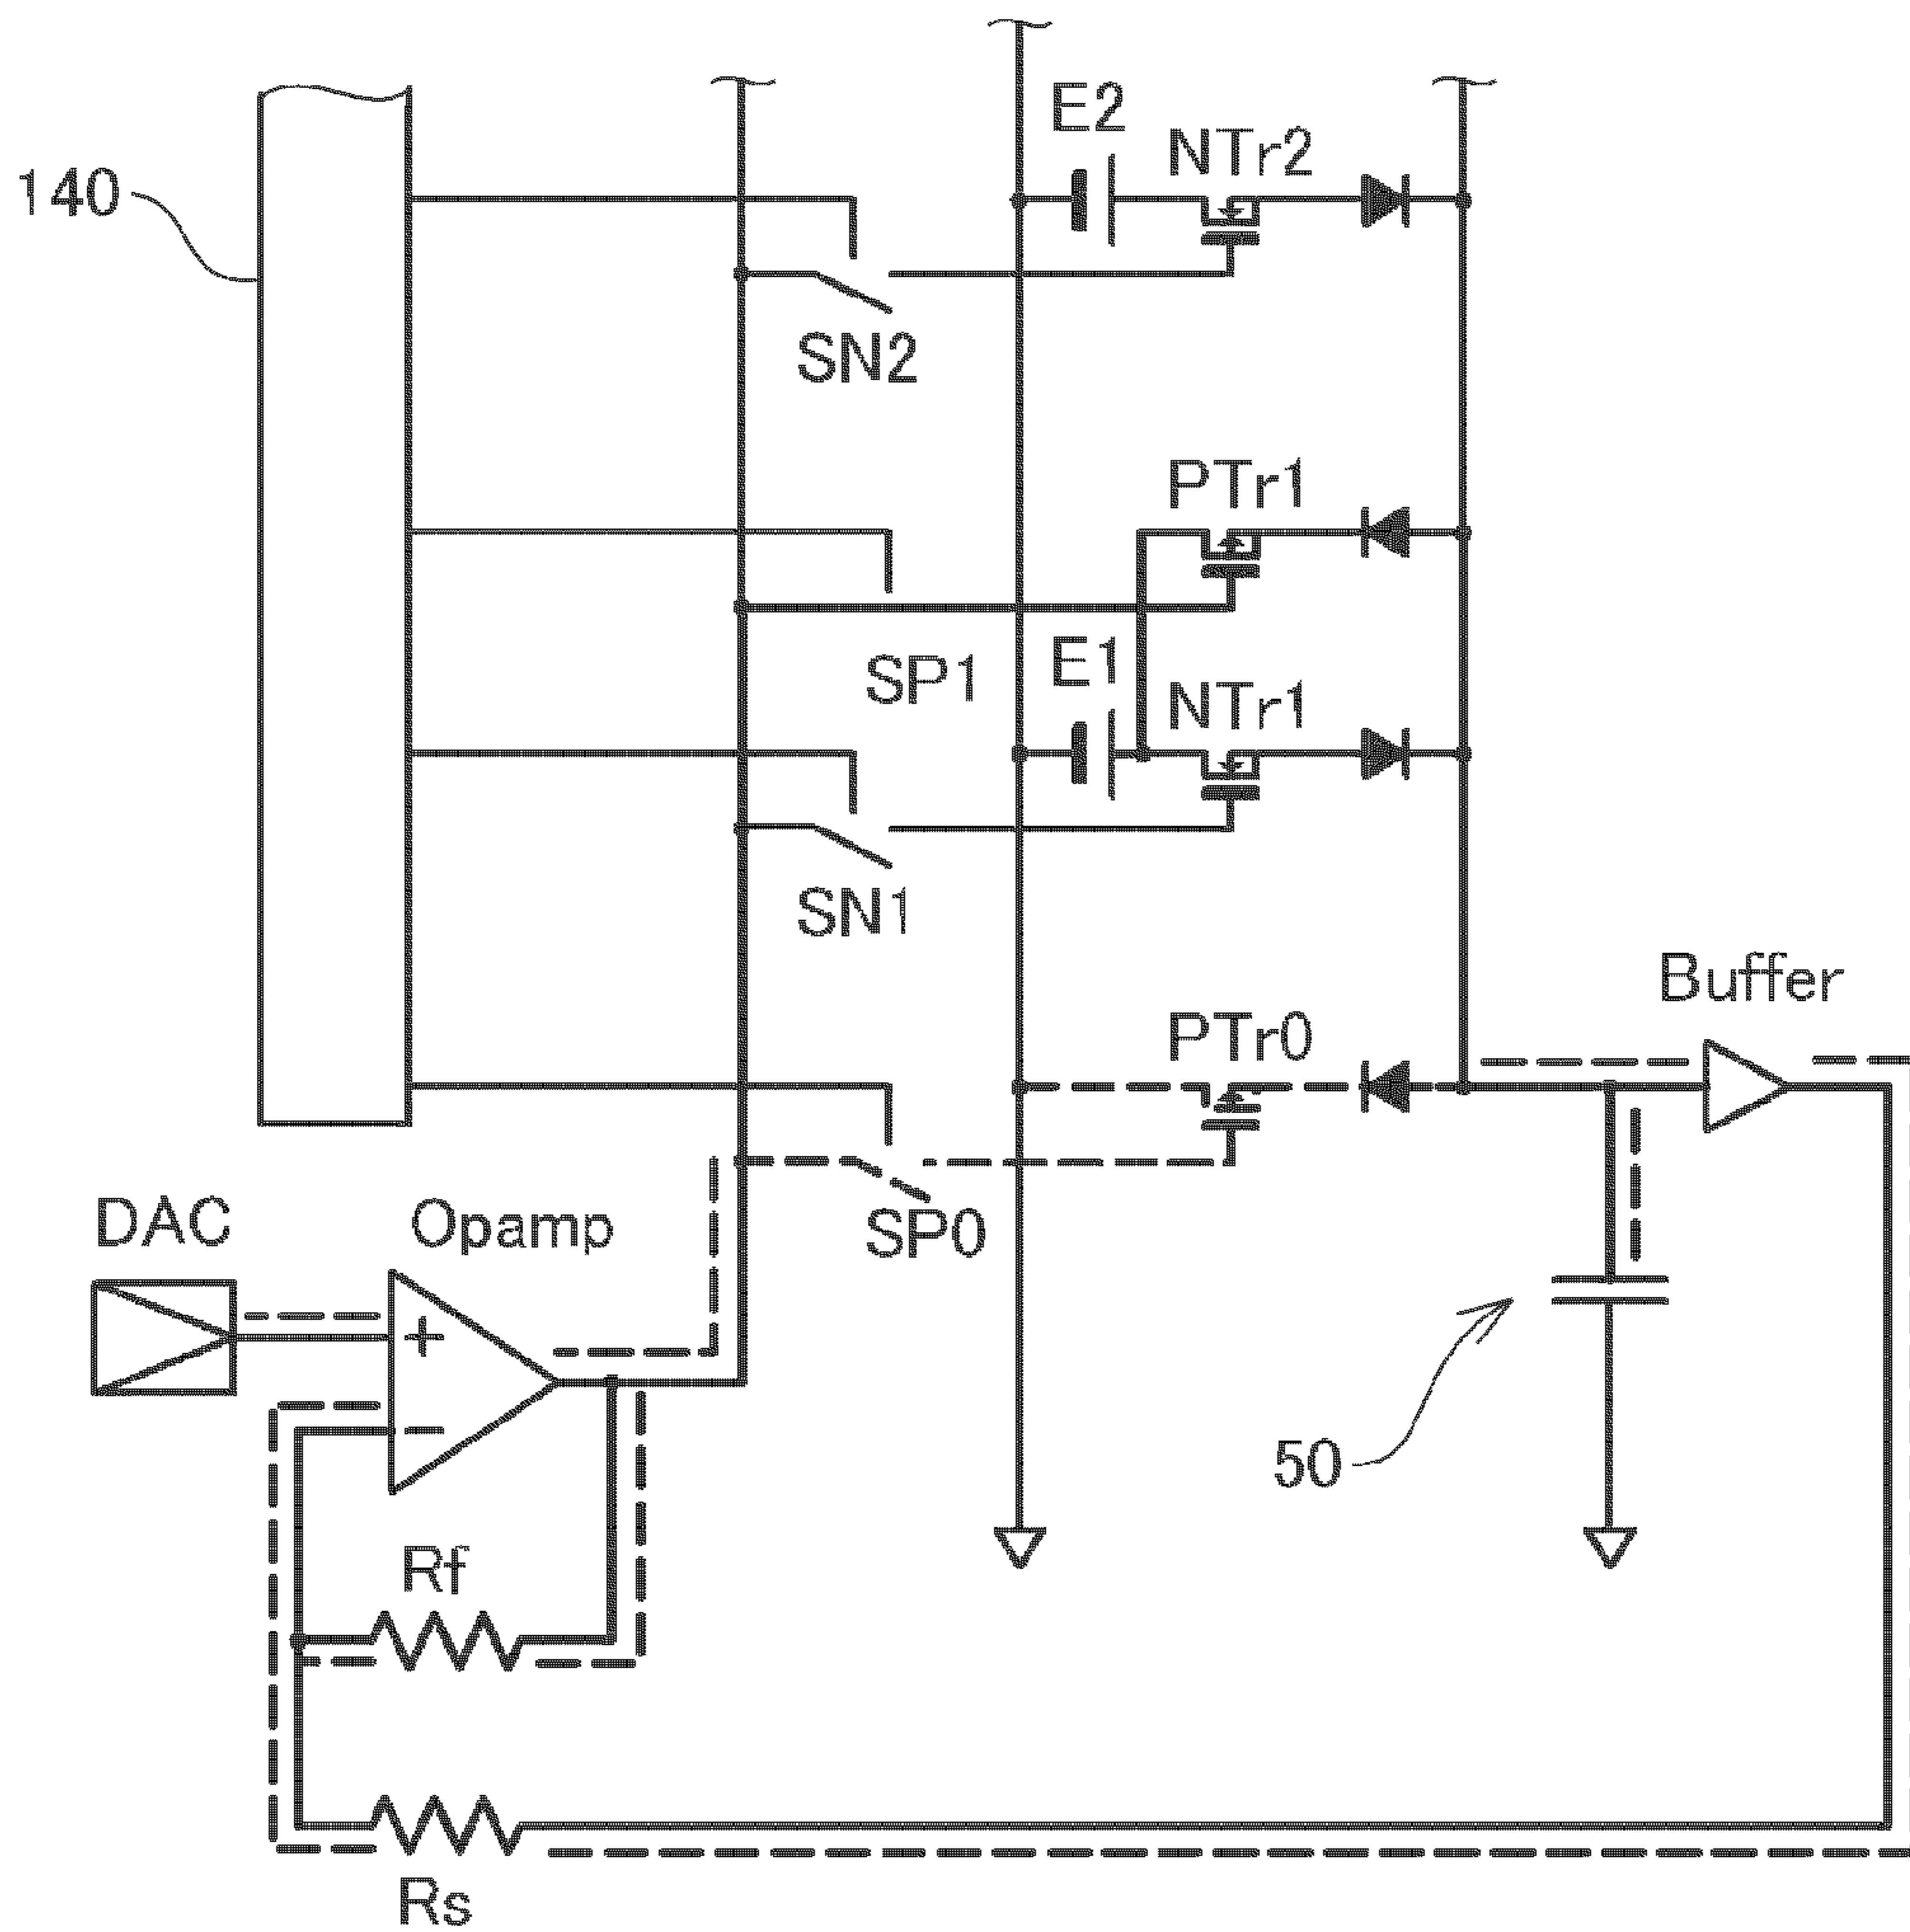 E2
NTr2
140
SN2
PTr1
SP1
E1
NTr1
SN1
Buffer
PTr0
DAC
Opamp
SP0
+
−
50
Rf
Rs